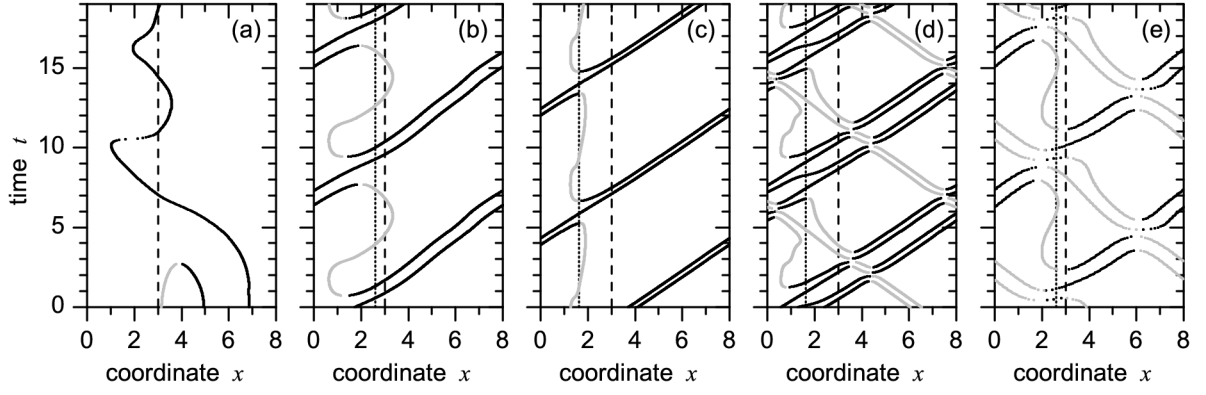 (a) (b) (c) (d) (e)
15
10
5
0
time t
0 2 4 6 8 0 2 4 6 8 0 2 4 6 8 0 2 4 6 8 0 2 4 6 8
coordinate x coordinate x coordinate x coordinate x coordinate x